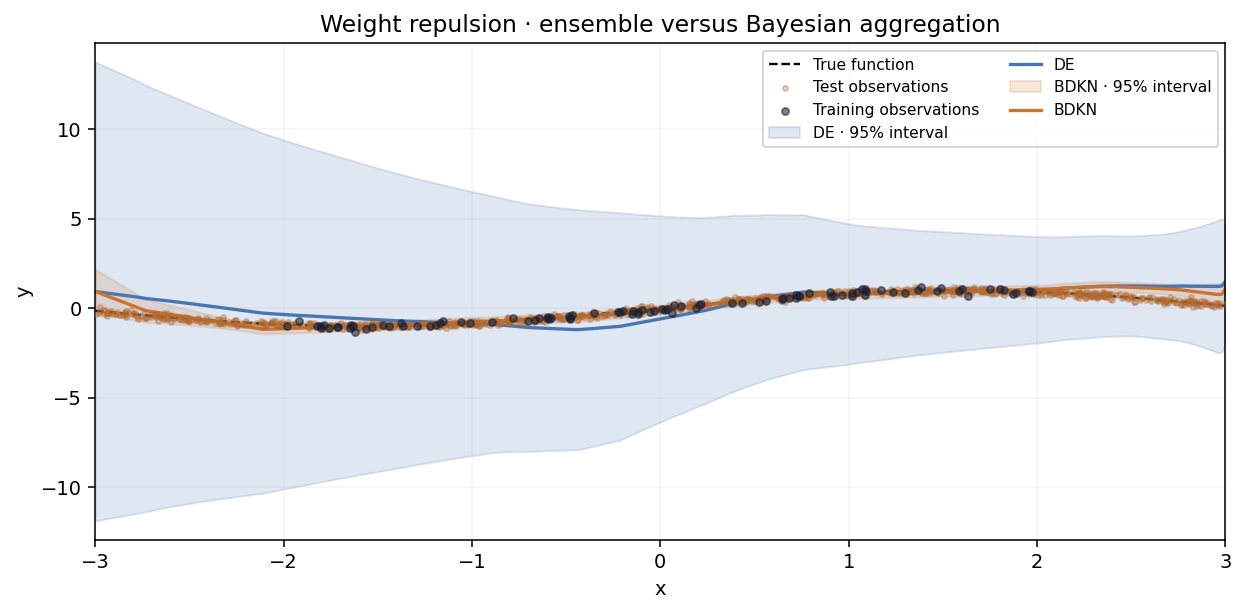 Weight repulsion · ensemble versus Bayesian aggregation
True function
Test observations
Training observations
DE · 95% interval
DE
BDKN · 95% interval
BDKN
y
10
5
0
−5
−10
−3
−2
−1
0
1
2
3
x